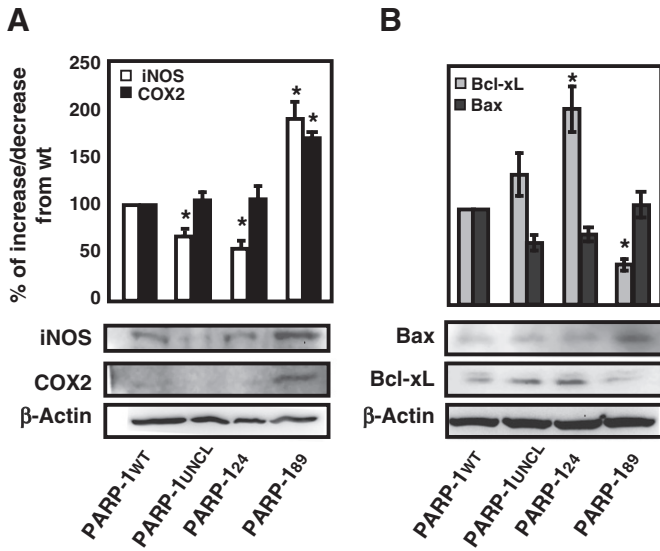 A
B
% of increase/decrease
from wt
250
200
150
100
50
0
iNOS
COX2
*
*
*
*
Bcl-xL
Bax
*
*
iNOS
COX2
β-Actin
Bax
Bcl-xL
β-Actin
PARP-1WT
PARP-1UNCL
PARP-124
PARP-189
PARP-1WT
PARP-1UNCL
PARP-124
PARP-189